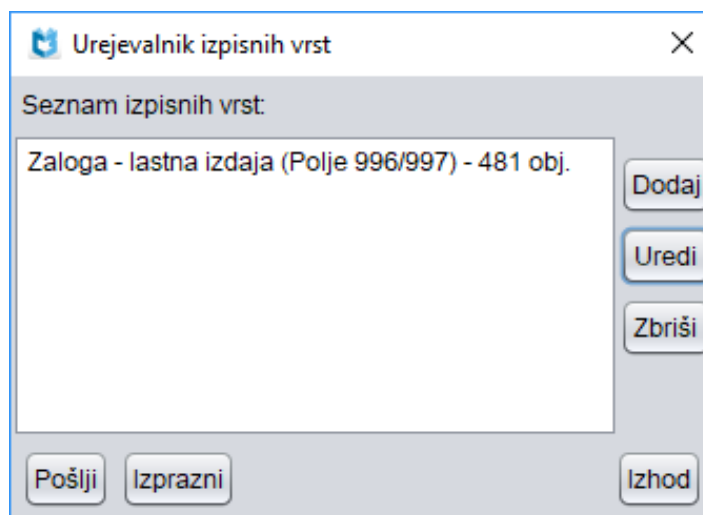 Urejevalnik izpisnih vrst
Seznam izpisnih vrst:
Zaloga - lastna izdaja (Polje 996/997) - 481 obj.
Dodaj
Uredi
Zbriši
Pošlji
Izprazni
Izhod